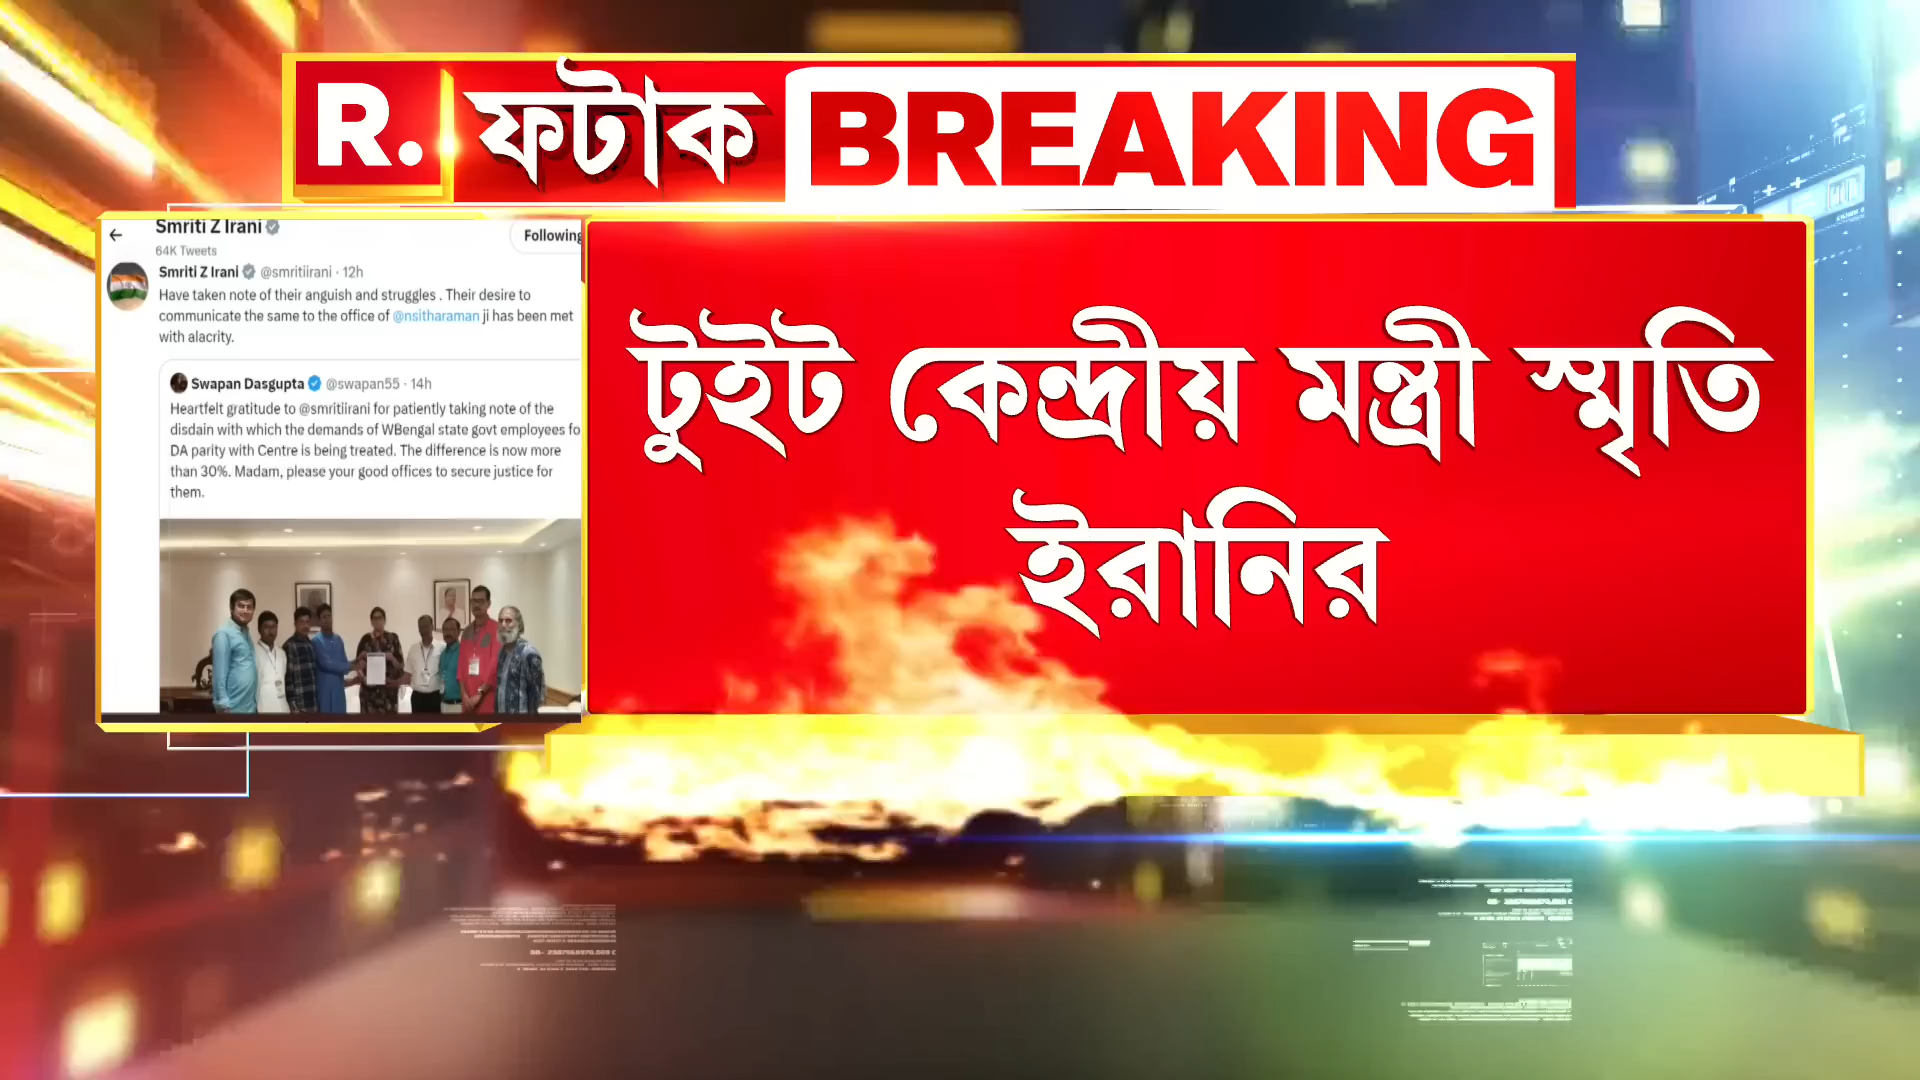 R. ফটাক BREAKING
Smriti Z Irani
64K Tweets
Following
Smriti Z Irani @smritiirani · 12h
Have taken note of their anguish and struggles . Their desire to
communicate the same to the office of @nsitharaman ji has been met
with alacrity.
Swapan Dasgupta @swapan55 · 14h
Heartfelt gratitude to @smritiirani for patiently taking note of the
disdain with which the demands of WBengal state govt employees fo
DA parity with Centre is being treated. The difference is now more
than 30%. Madam, please your good offices to secure justice for
them.
টুইট কেন্দ্রীয় মন্ত্রী স্মৃতি
ইরানির